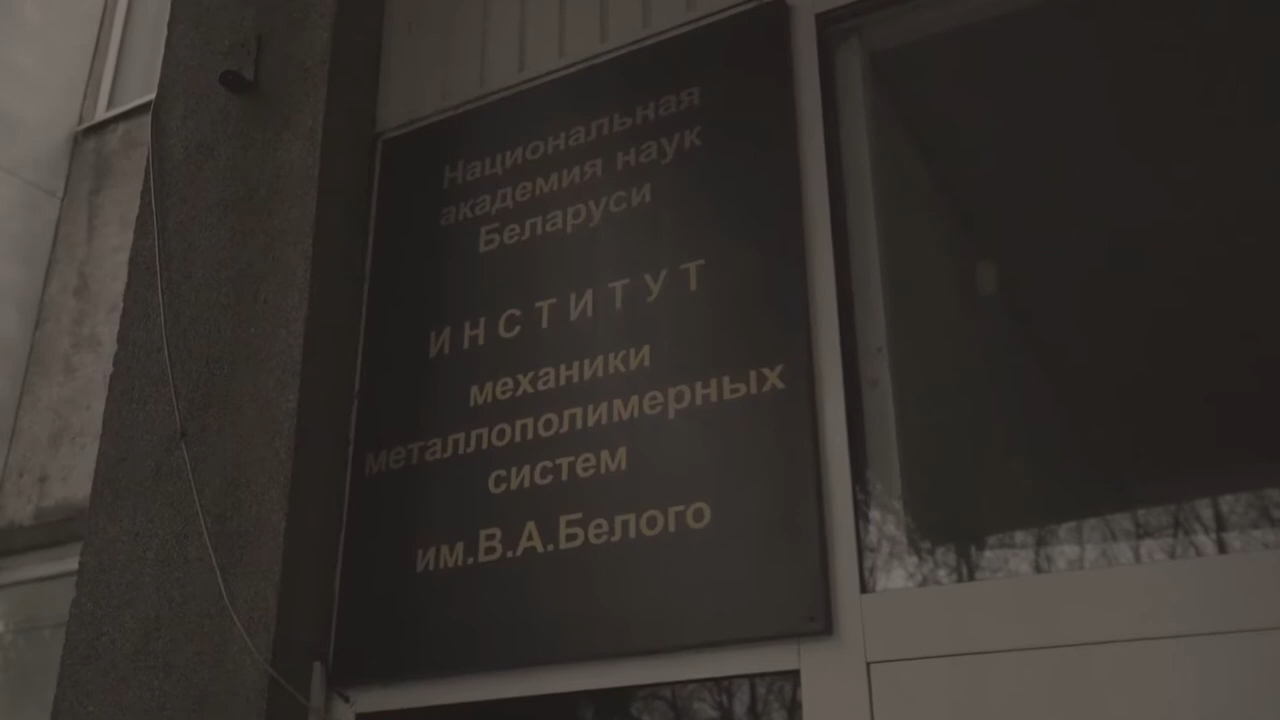 Национальная
академия наук
Беларуси
ИНСТИТУТ
механики
металлополимерных
систем
им.В.А.Белого